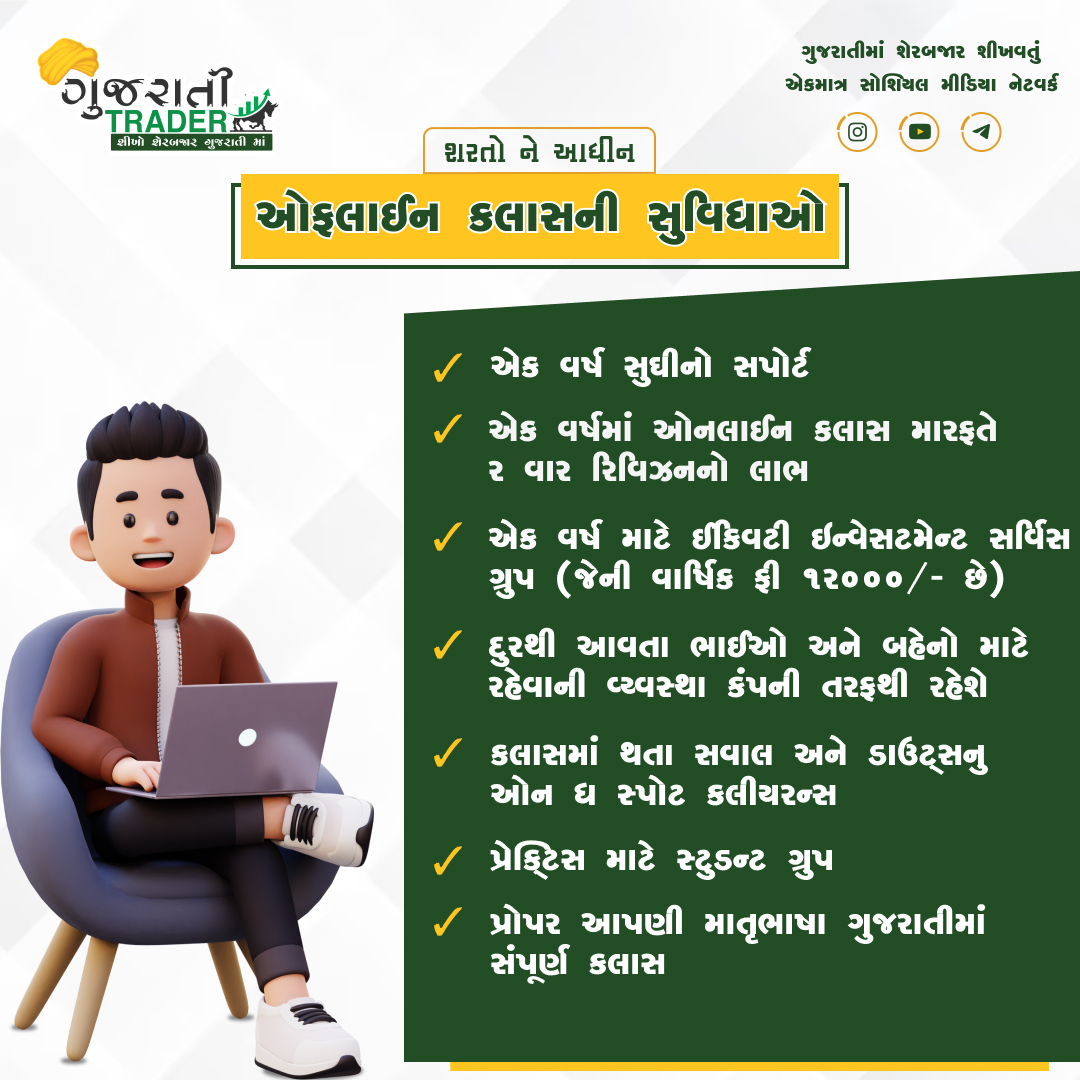 ગુજરાતી
TRADER
શીખો શેરબજાર ગુજરાતી માં
ગુજરાતીમાં શેરબજાર શીખવતું
એકમાત્ર સોશિયલ મીડિયા નેટવર્ક
શરતો ને આધીન
ઓફલાઈન કલાસની સુવિધાઓ
✓ એક વર્ષ સુધીનો સપોર્ટ
✓ એક વર્ષમાં ઓનલાઈન કલાસ મારફતે
૨ વાર રિવિઝનનો લાભ
✓ એક વર્ષ માટે ઈકિવટી ઇન્વેસટમેન્ટ સર્વિસ
ગ્રુપ (જેની વાર્ષિક ફી ૧૨૦૦૦/- છે)
✓ દુરથી આવતા ભાઈઓ અને બહેનો માટે
રહેવાની વ્યવસ્થા કંપની તરફથી રહેશે
✓ કલાસમાં થતા સવાલ અને ડાઉટ્સનુ
ઓન ધ સ્પોટ કલીયરન્સ
✓ પ્રેક્ટિસ માટે સ્ટુડન્ટ ગ્રુપ
✓ પ્રોપર આપણી માતૃભાષા ગુજરાતીમાં
સંપૂર્ણ કલાસ